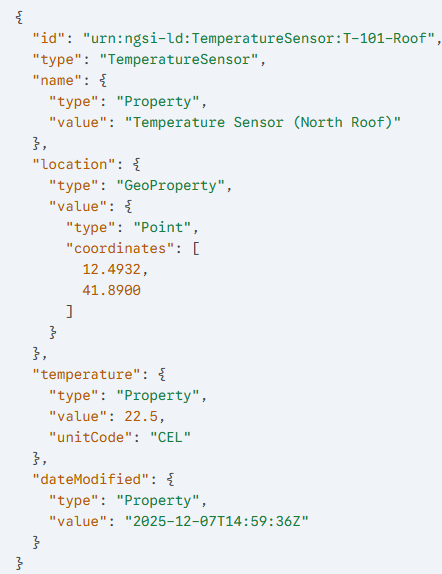 {
  "id": "urn:ngsi-ld:TemperatureSensor:T-101-Roof",
  "type": "TemperatureSensor",
  "name": {
    "type": "Property",
    "value": "Temperature Sensor (North Roof)"
  },
  "location": {
    "type": "GeoProperty",
    "value": {
      "type": "Point",
      "coordinates": [
        12.4932,
        41.8900
      ]
    }
  },
  "temperature": {
    "type": "Property",
    "value": 22.5,
    "unitCode": "CEL"
  },
  "dateModified": {
    "type": "Property",
    "value": "2025-12-07T14:59:36Z"
  }
}